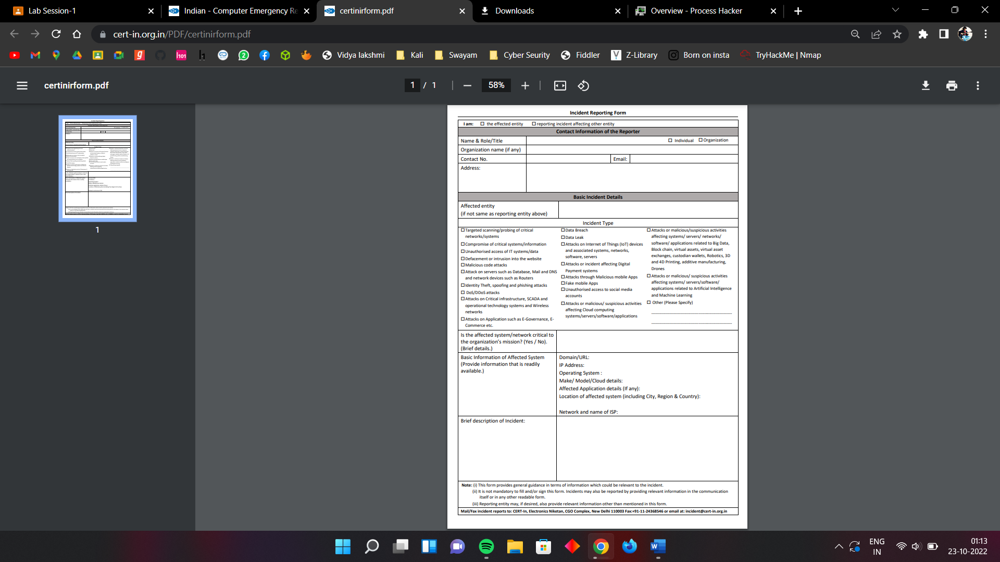 Lab Session-1
Indian - Computer Emergency Re
certinirform.pdf
Downloads
Overview - Process Hacker
cert-in.org.in/PDF/certinirform.pdf
Vidya lakshmi
Kali
Swayam
Cyber Seurity
Fiddler
Z-Library
Born on insta
TryHackMe | Nmap
certinirform.pdf
1 / 1
58%
1
Incident Reporting Form
I am: the effected entity reporting incident affecting other entity
Contact Information of the Reporter
Name & Role/Title Individual Organization
Organization name (if any)
Contact No. Email:
Address:
Basic Incident Details
Affected entity
(if not same as reporting entity above)
Incident Type
Targeted scanning/probing of critical
networks/systems
Compromise of critical systems/information
Unauthorised access of IT systems/data
Defacement or intrusion into the website
Malicious code attacks
Attack on servers such as Database, Mail and DNS
and network devices such as Routers
Identity Theft, spoofing and phishing attacks
DoS/DDoS attacks
Attacks on Critical infrastructure, SCADA and
operational technology systems and Wireless
networks
Attacks on Application such as E-Governance, E-
Commerce etc.
Data Breach
Data Leak
Attacks on Internet of Things (IoT) devices
and associated systems, networks,
software, servers
Attacks or incident affecting Digital
Payment systems
Attacks through Malicious mobile Apps
Fake mobile Apps
Unauthorised access to social media
accounts
Attacks or malicious/ suspicious activities
affecting Cloud computing
systems/servers/software/applications
Attacks or malicious/suspicious activities
affecting systems/ servers/ networks/
software/ applications related to Big Data,
Block chain, virtual assets, virtual asset
exchanges, custodian wallets, Robotics, 3D
and 4D Printing, additive manufacturing,
Drones
Attacks or malicious/ suspicious activities
affecting systems/ servers/software/
applications related to Artificial Intelligence
and Machine Learning
Other (Please Specify)
Is the affected system/network critical to
the organization's mission? (Yes / No).
(Brief details.)
Basic Information of Affected System
(Provide information that is readily
available.)
Domain/URL:
IP Address:
Operating System :
Make/ Model/Cloud details:
Affected Application details (If any):
Location of affected system (including City, Region & Country):
Network and name of ISP:
Brief description of Incident:
Note: (i) This form provides general guidance in terms of information which could be relevant to the incident.
(ii) It is not mandatory to fill and/or sign this form. Incidents may also be reported by providing relevant information in the communication
itself or in any other readable form.
(iii) Reporting entity may, if desired, also provide relevant information other than mentioned in this form.
Mail/Fax incident reports to: CERT-In, Electronics Niketan, CGO Complex, New Delhi 110003 Fax:+91-11-24368546 or email at: incident@cert-in.org.in
ENG
IN
01:13
23-10-2022